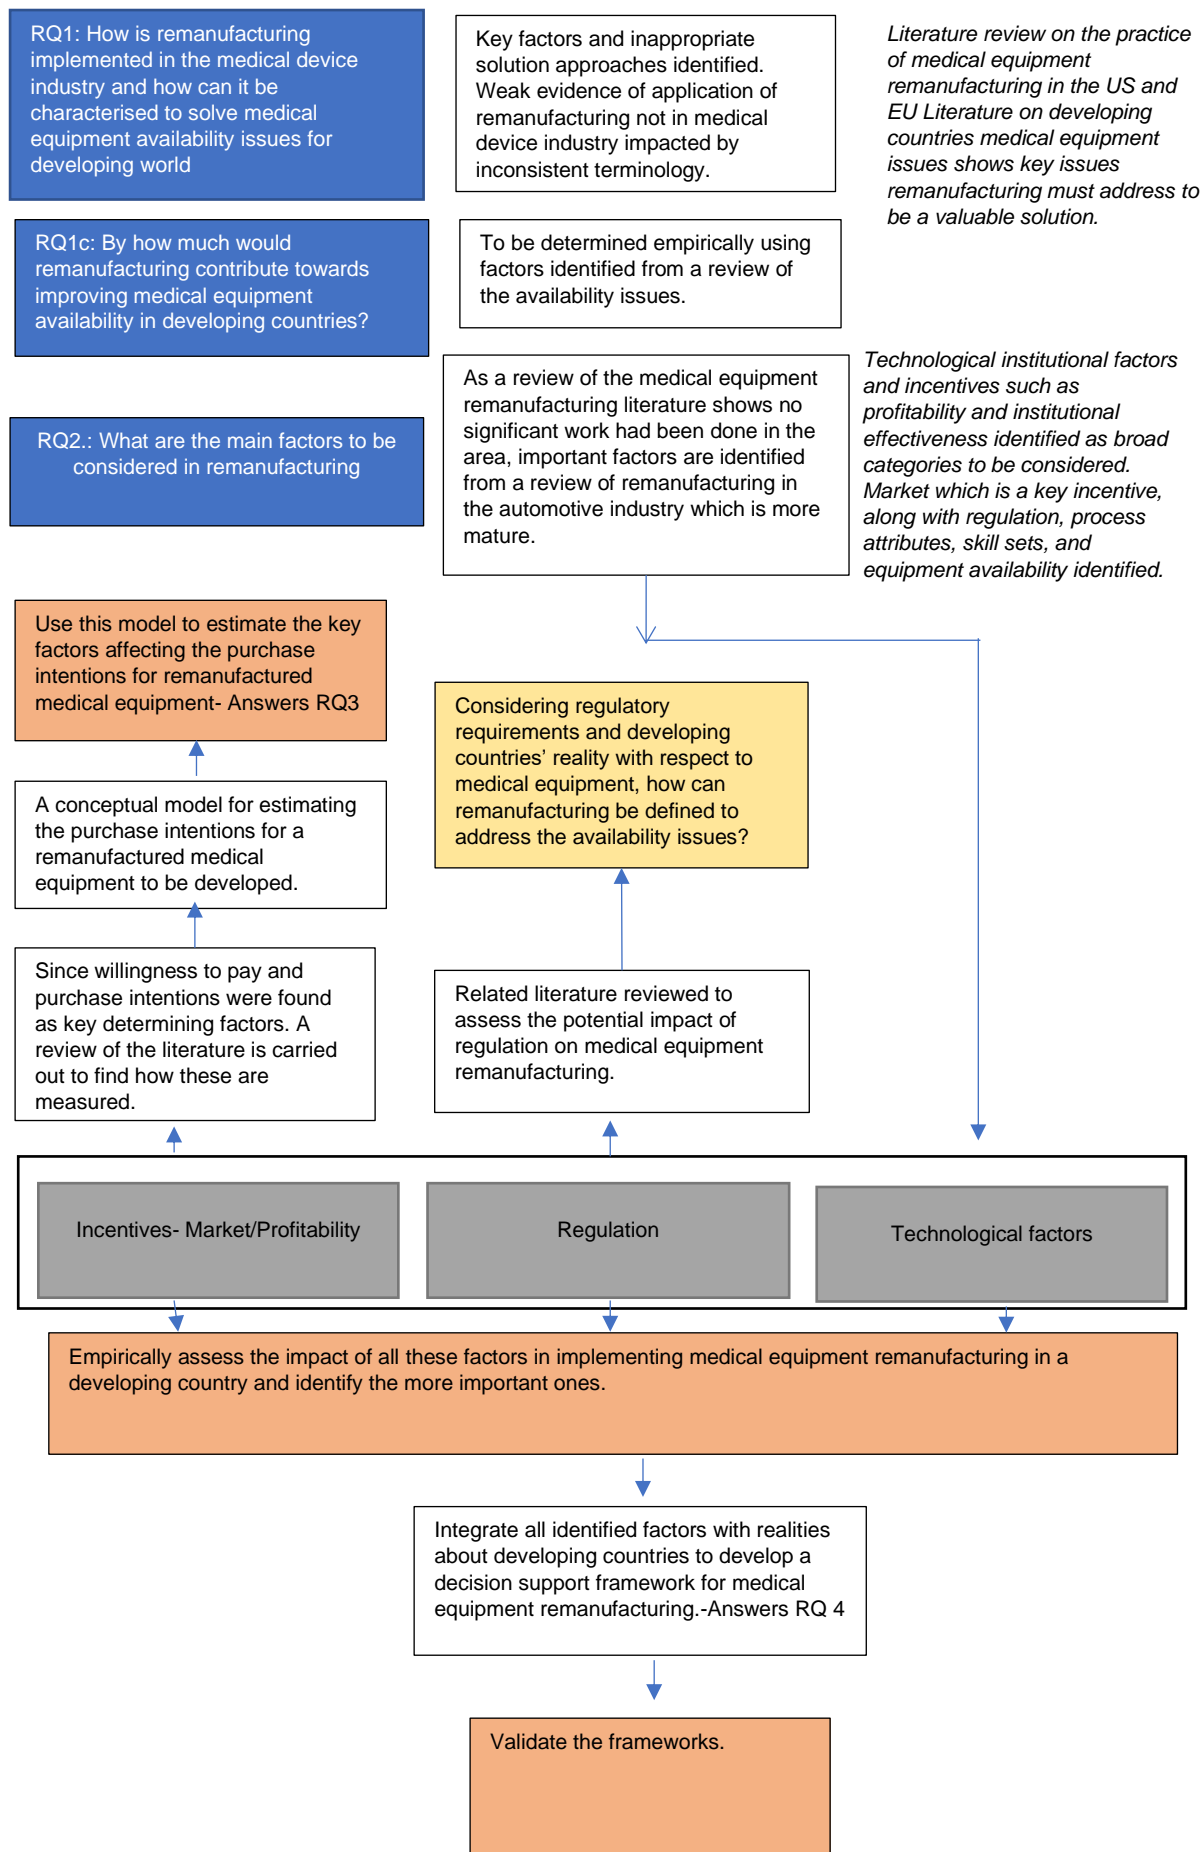 RQ1: How is remanufacturing
implemented in the medical device
industry and how can it be
characterised to solve medical
equipment availability issues for
developing world
Key factors and inappropriate
solution approaches identified.
Weak evidence of application of
remanufacturing not in medical
device industry impacted by
inconsistent terminology.
Literature review on the practice
of medical equipment
remanufacturing in the US and
EU Literature on developing
countries medical equipment
issues shows key issues
remanufacturing must address to
be a valuable solution.
RQ1c: By how much would
remanufacturing contribute towards
improving medical equipment
availability in developing countries?
To be determined empirically using
factors identified from a review of
the availability issues.
RQ2.: What are the main factors to be
considered in remanufacturing
As a review of the medical equipment
remanufacturing literature shows no
significant work had been done in the
area, important factors are identified
from a review of remanufacturing in
the automotive industry which is more
mature.
Technological institutional factors
and incentives such as
profitability and institutional
effectiveness identified as broad
categories to be considered.
Market which is a key incentive,
along with regulation, process
attributes, skill sets, and
equipment availability identified.
Use this model to estimate the key
factors affecting the purchase
intentions for remanufactured
medical equipment- Answers RQ3
Considering regulatory
requirements and developing
countries’ reality with respect to
medical equipment, how can
remanufacturing be defined to
address the availability issues?
A conceptual model for estimating
the purchase intentions for a
remanufactured medical
equipment to be developed.
Since willingness to pay and
purchase intentions were found
as key determining factors. A
review of the literature is carried
out to find how these are
measured.
Related literature reviewed to
assess the potential impact of
regulation on medical equipment
remanufacturing.
Incentives- Market/Profitability
Regulation
Technological factors
Empirically assess the impact of all these factors in implementing medical equipment remanufacturing in a
developing country and identify the more important ones.
Integrate all identified factors with realities
about developing countries to develop a
decision support framework for medical
equipment remanufacturing.-Answers RQ 4
Validate the frameworks.